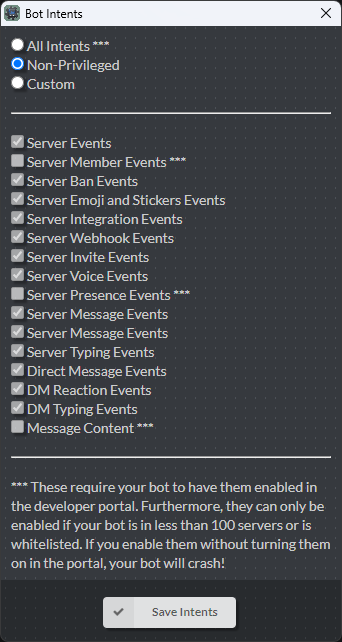 Bot Intents
All Intents ***
Non-Privileged
Custom
Server Events
Server Member Events ***
Server Ban Events
Server Emoji and Stickers Events
Server Integration Events
Server Webhook Events
Server Invite Events
Server Voice Events
Server Presence Events ***
Server Message Events
Server Message Events
Server Typing Events
Direct Message Events
DM Reaction Events
DM Typing Events
Message Content ***
*** These require your bot to have them enabled in
the developer portal. Furthermore, they can only be
enabled if your bot is in less than 100 servers or is
whitelisted. If you enable them without turning them
on in the portal, your bot will crash!
Save Intents